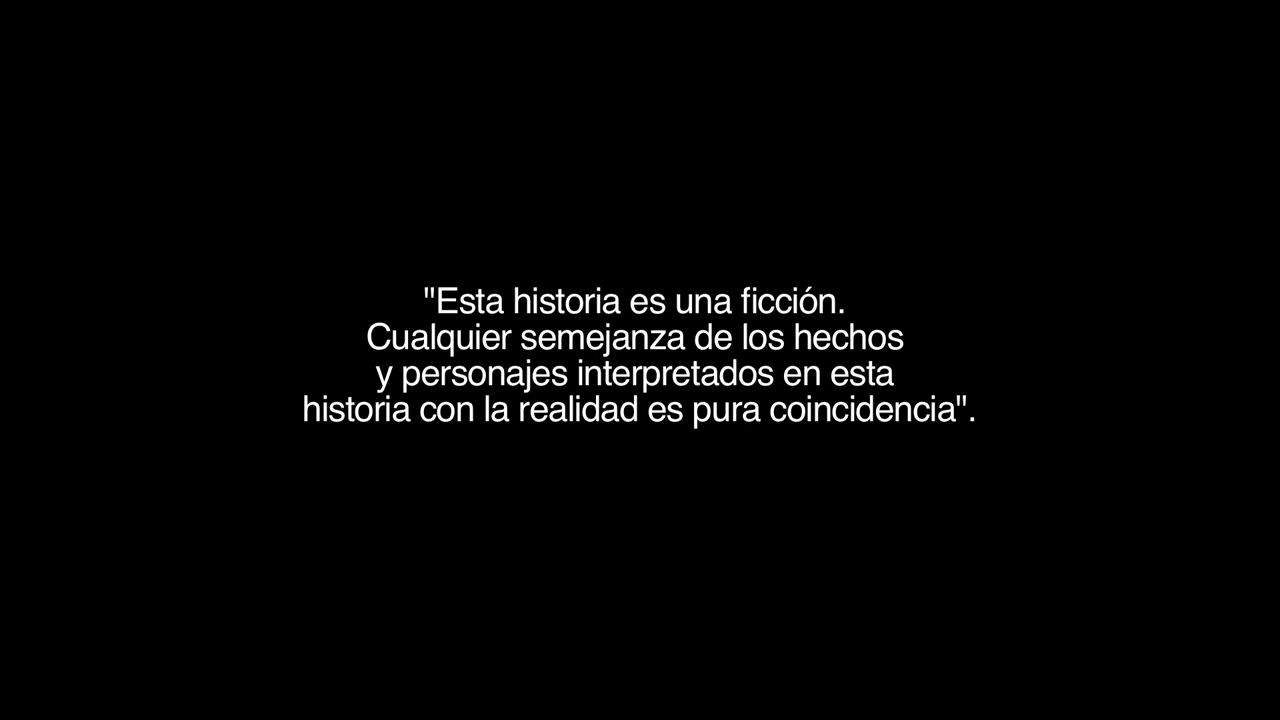 "Esta historia es una ficción.
Cualquier semejanza de los hechos
y personajes interpretados en esta
historia con la realidad es pura coincidencia".